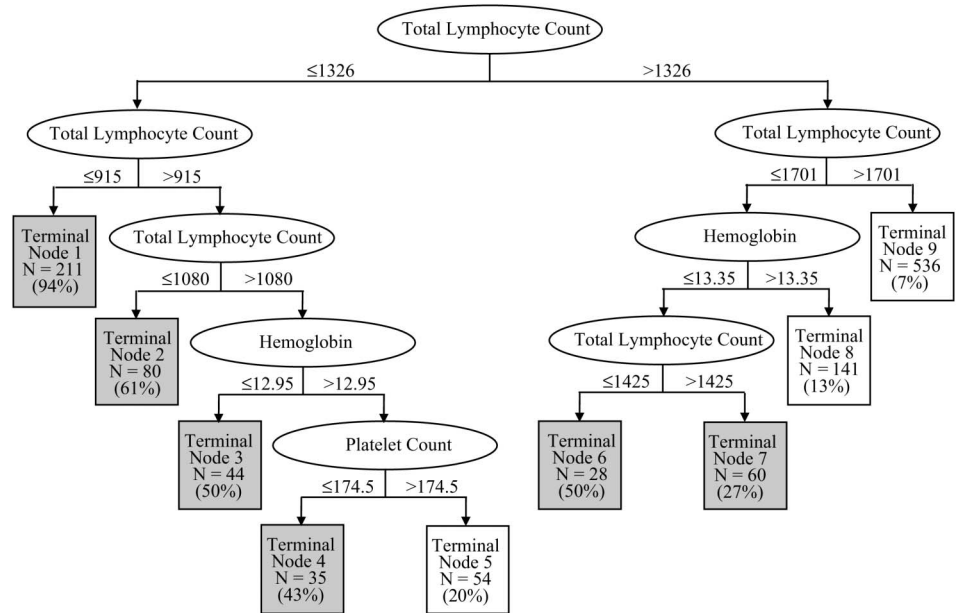 Total Lymphocyte Count
≤1326
>1326
Total Lymphocyte Count
Total Lymphocyte Count
≤915
>915
≤1701
>1701
Terminal
Node 1
N = 211
(94%)
Total Lymphocyte Count
Hemoglobin
Terminal
Node 9
N = 536
(7%)
≤1080
>1080
≤13.35
>13.35
Terminal
Node 2
N = 80
(61%)
Hemoglobin
Total Lymphocyte Count
Terminal
Node 8
N = 141
(13%)
≤12.95
>12.95
≤1425
>1425
Terminal
Node 3
N = 44
(50%)
Platelet Count
Terminal
Node 6
N = 28
(50%)
Terminal
Node 7
N = 60
(27%)
≤174.5
>174.5
Terminal
Node 4
N = 35
(43%)
Terminal
Node 5
N = 54
(20%)